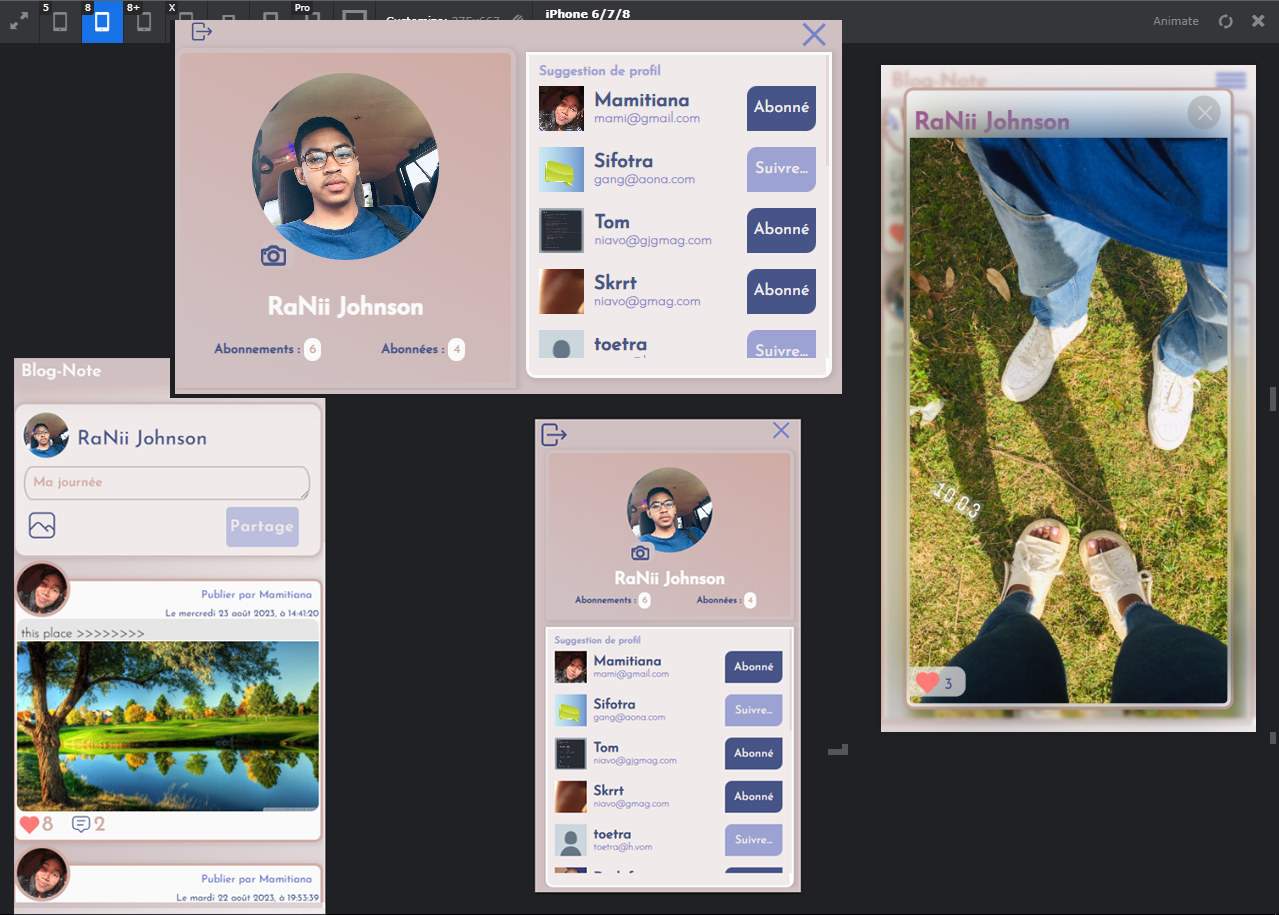 5
8
8+
X
Pro
iPhone 6/7/8
Animate
Suggestion de profil
Mamitiana
mami@gmail.com
Abonné
Sifotra
gang@aona.com
Suivre...
Tom
niavo@gjgmag.com
Abonné
Skrrt
niavo@gmag.com
Abonné
toetra
Suivre...
RaNii Johnson
Abonnements : 6
Abonnées : 4
Blog-Note
RaNii Johnson
Ma journée
Partage
Publier par Mamitiana
Le mercredi 23 août 2023, à 14:41:20
this place >>>>>>>>
8
2
Publier par Mamitiana
Le mardi 22 août 2023, à 19:53:39
RaNii Johnson
Abonnements : 6
Abonnées : 4
Suggestion de profil
Mamitiana
mami@gmail.com
Abonné
Sifotra
gang@aona.com
Suivre...
Tom
niavo@gjgmag.com
Abonné
Skrrt
niavo@gmag.com
Abonné
toetra
toetra@h.vom
Suivre...
Blog-Note
RaNii Johnson
10:03
3